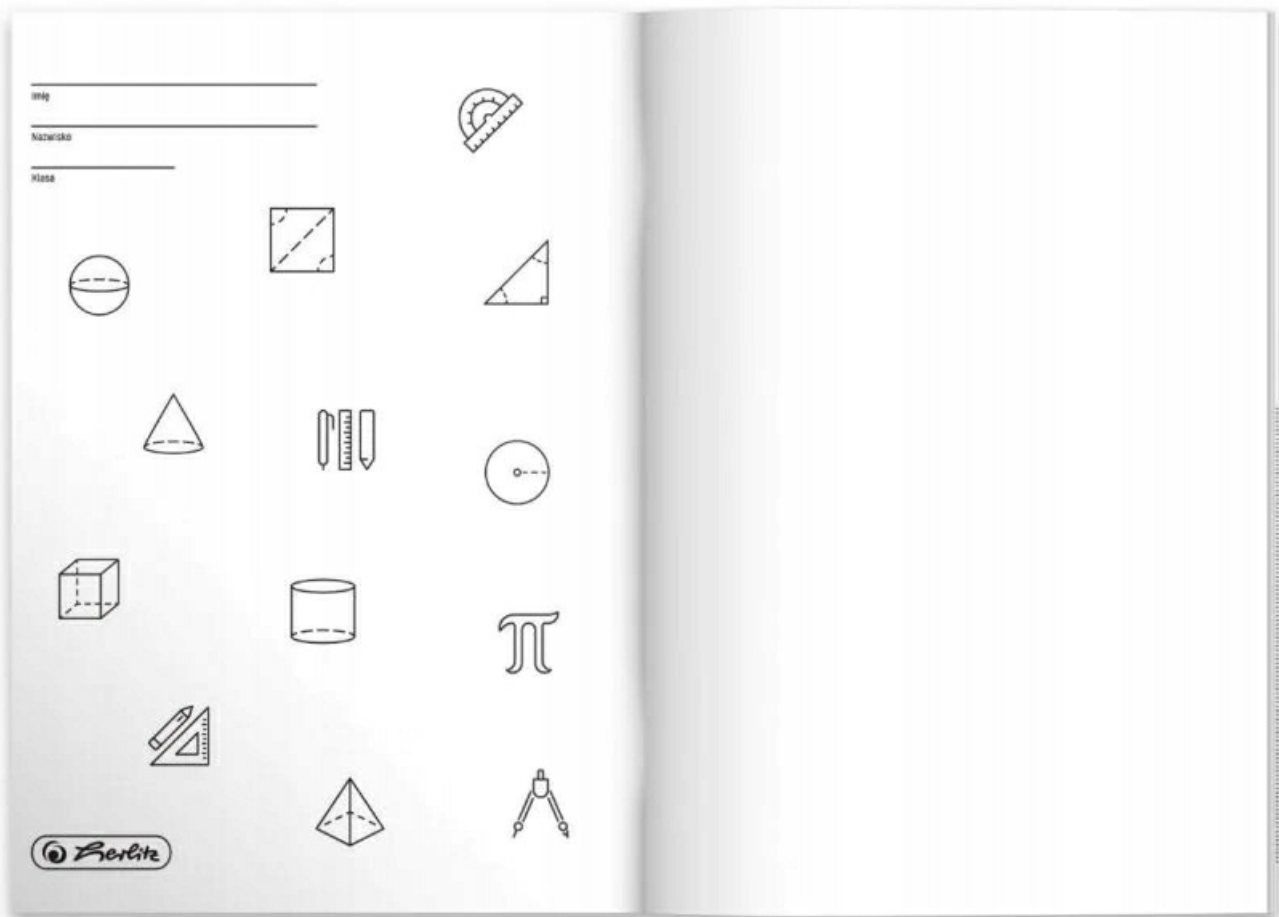 Imię
Nazwisko
Klasa
π
Herlitz